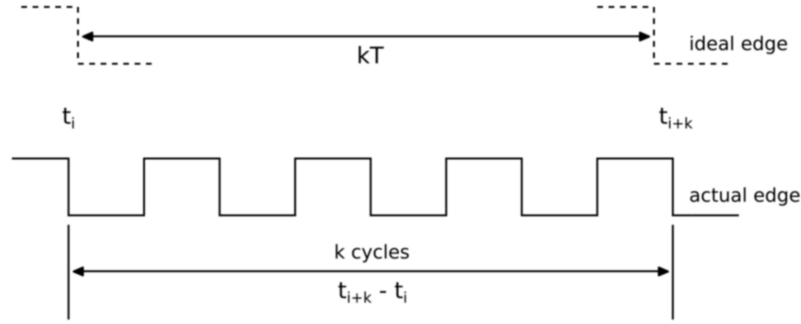 ideal edge
kT
tᵢ
tᵢ₊ₖ
actual edge
k cycles
tᵢ₊ₖ - tᵢ